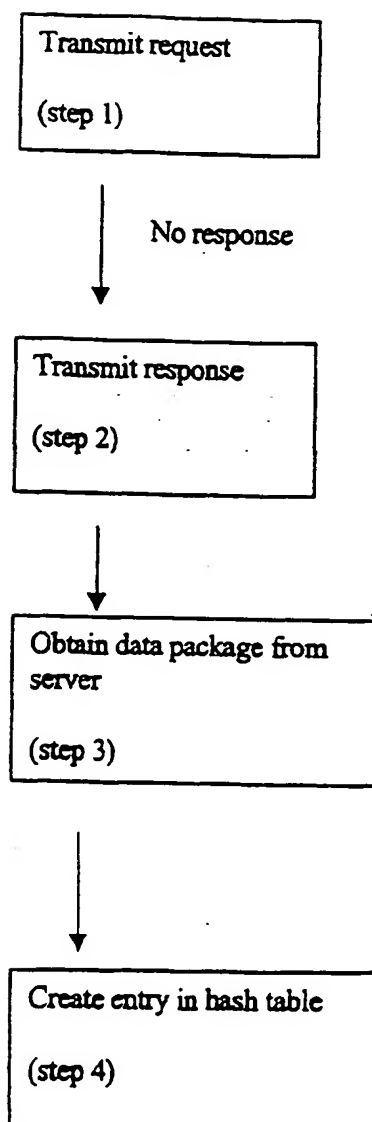 Transmit request
(step 1)
No response
Transmit response
(step 2)
Obtain data package from
server
(step 3)
Create entry in hash table
(step 4)